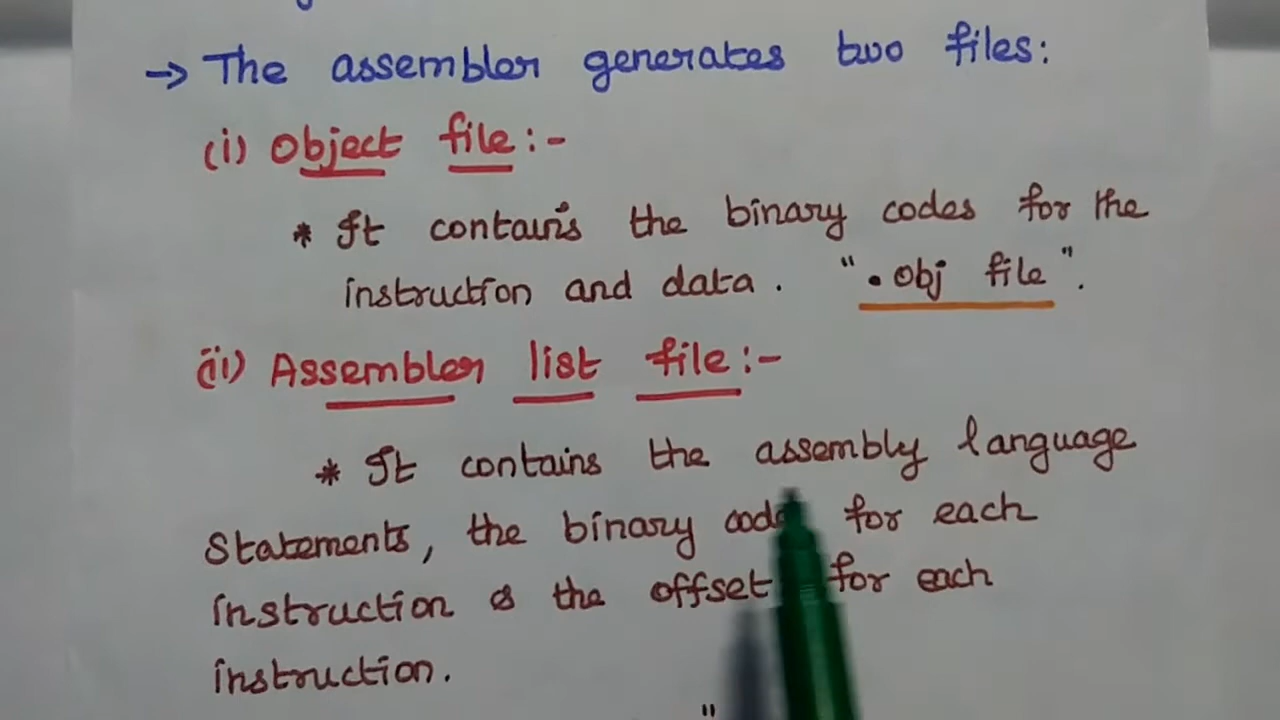 → The assembler generates two files:
(i) Object file:-
* It contains the binary codes for the
instruction and data. ".obj file".
(ii) Assembler list file:-
* It contains the assembly language
Statements, the binary code for each
instruction & the offset for each
instruction.
"